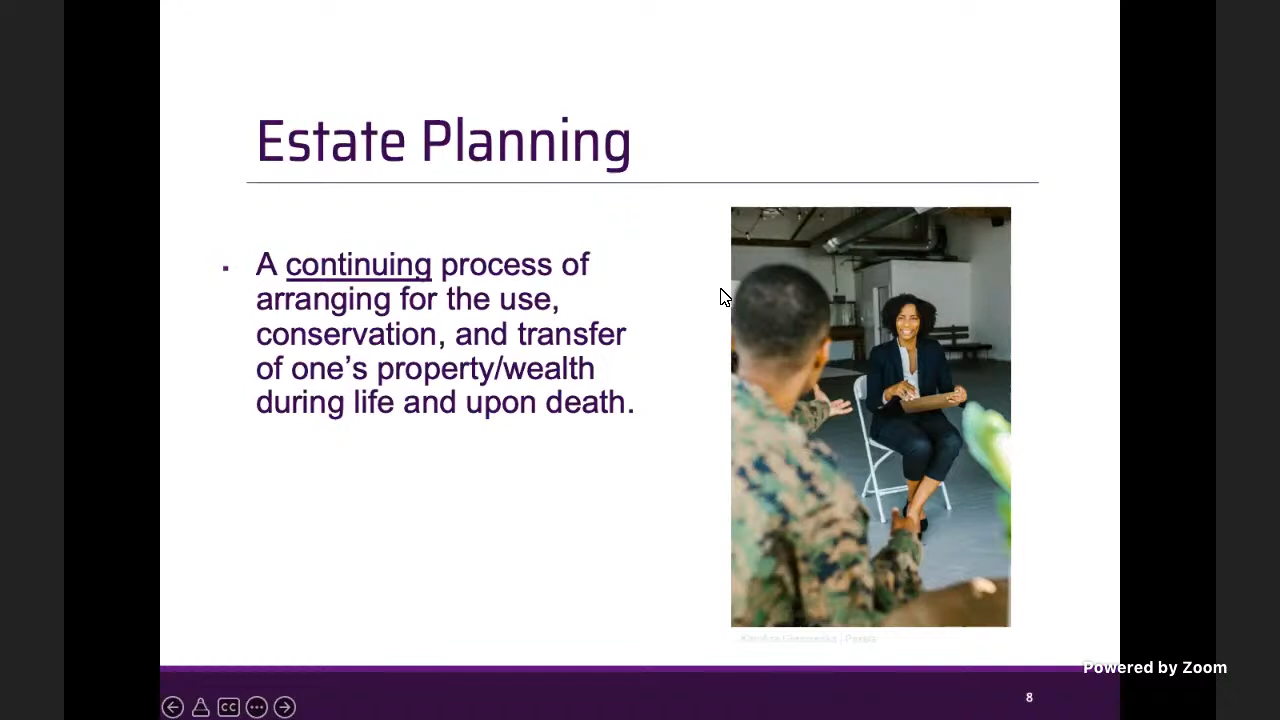 Estate Planning
▪ A continuing process of
arranging for the use,
conservation, and transfer
of one’s property/wealth
during life and upon death.
Powered by Zoom
CC
8